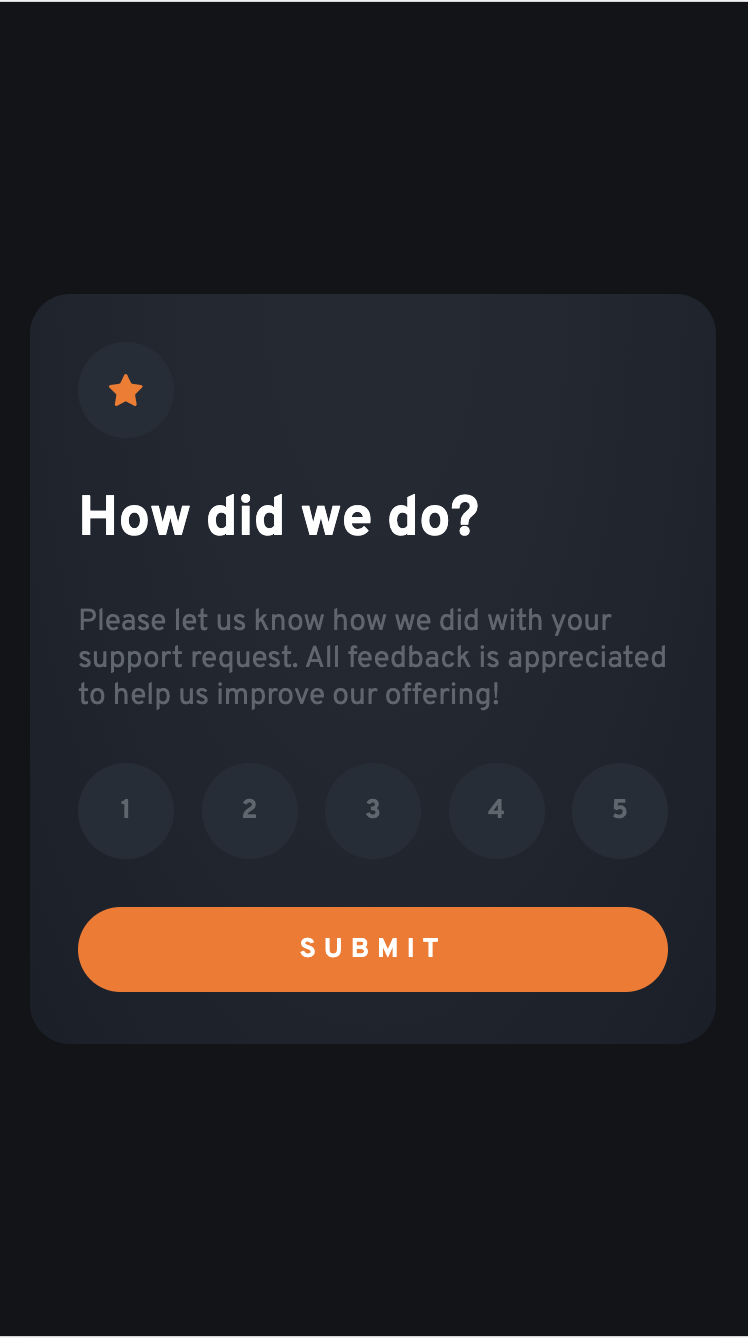 How did we do?
Please let us know how we did with your
support request. All feedback is appreciated
to help us improve our offering!
1 2 3 4 5
SUBMIT